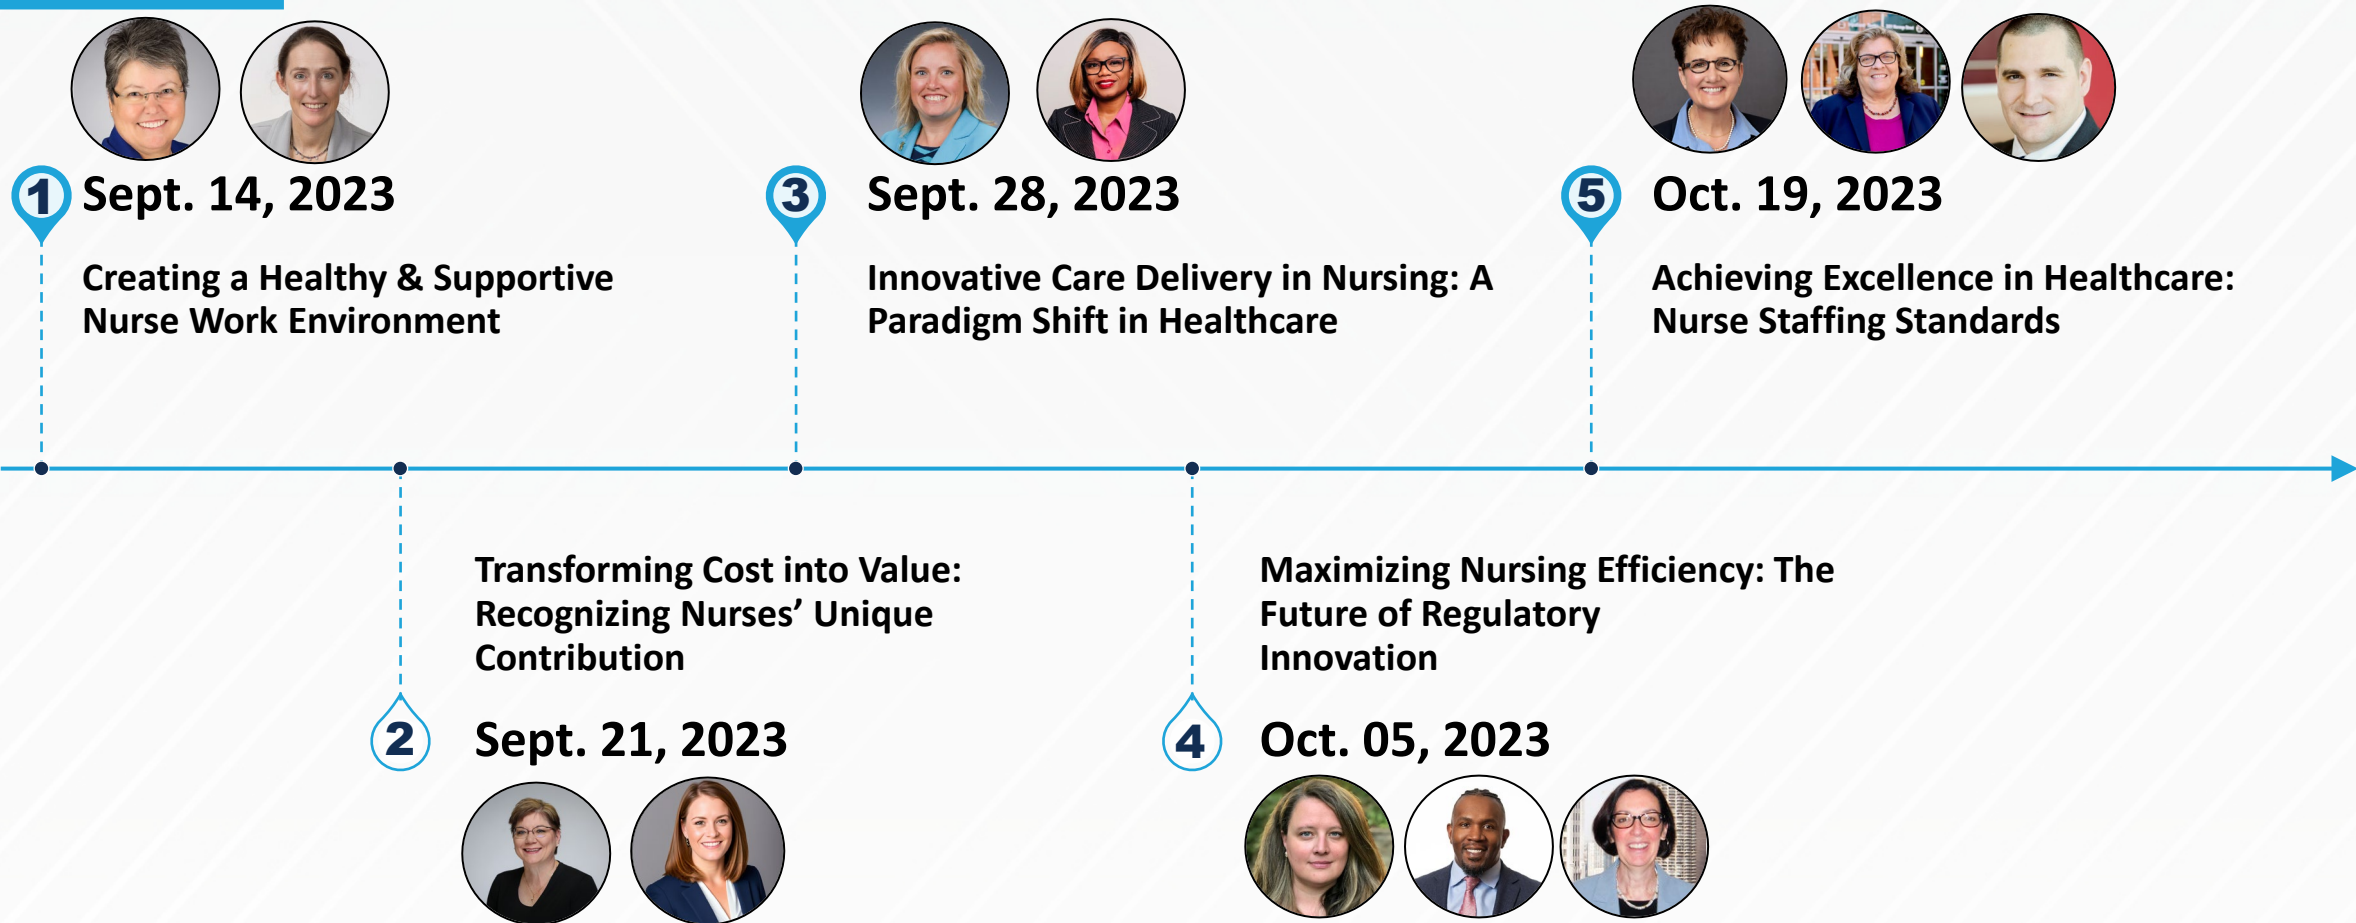 1
Sept. 14, 2023
Creating a Healthy & Supportive
Nurse Work Environment
Transforming Cost into Value:
Recognizing Nurses’ Unique
Contribution
2
Sept. 21, 2023
3
Sept. 28, 2023
Innovative Care Delivery in Nursing: A
Paradigm Shift in Healthcare
Maximizing Nursing Efficiency: The
Future of Regulatory
Innovation
4
Oct. 05, 2023
5
Oct. 19, 2023
Achieving Excellence in Healthcare:
Nurse Staffing Standards